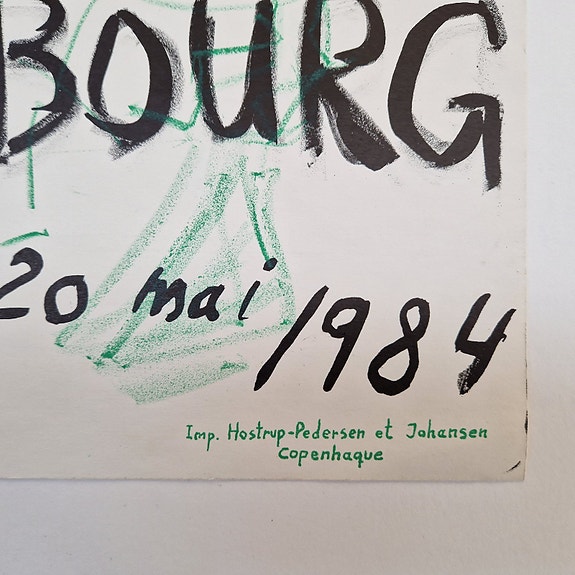 BOURG
20 mai /1984
Imp. Hostrup-Pedersen et Johansen
Copenhaque